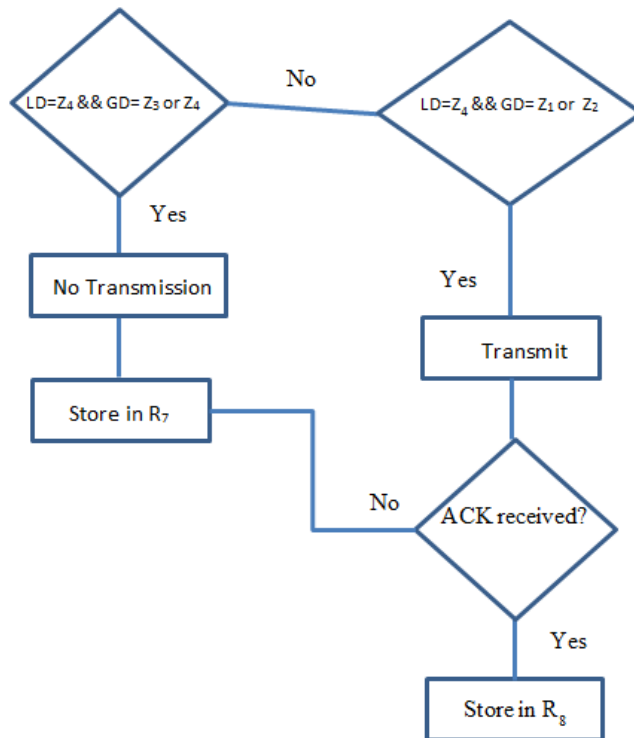 No
LD=Z₄ && GD= Z₃ or Z₄
LD=Z₄ && GD= Z₁ or Z₂
Yes
No Transmission
Yes
Transmit
Store in R₇
No
ACK received?
Yes
Store in R₈